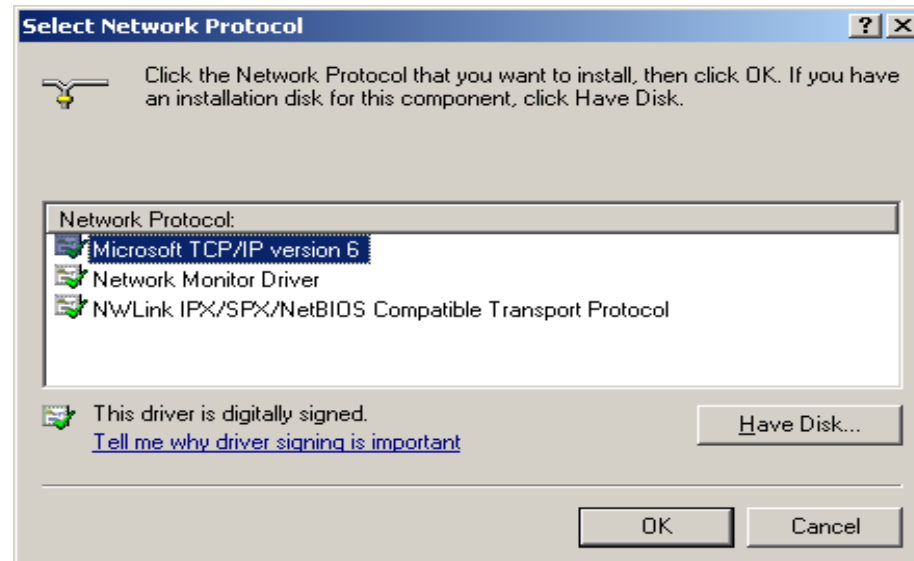 Select Network Protocol
Click the Network Protocol that you want to install, then click OK. If you have
an installation disk for this component, click Have Disk.
Network Protocol:
Microsoft TCP/IP version 6
Network Monitor Driver
NWLink IPX/SPX/NetBIOS Compatible Transport Protocol
This driver is digitally signed.
Tell me why driver signing is important
Have Disk...
OK
Cancel